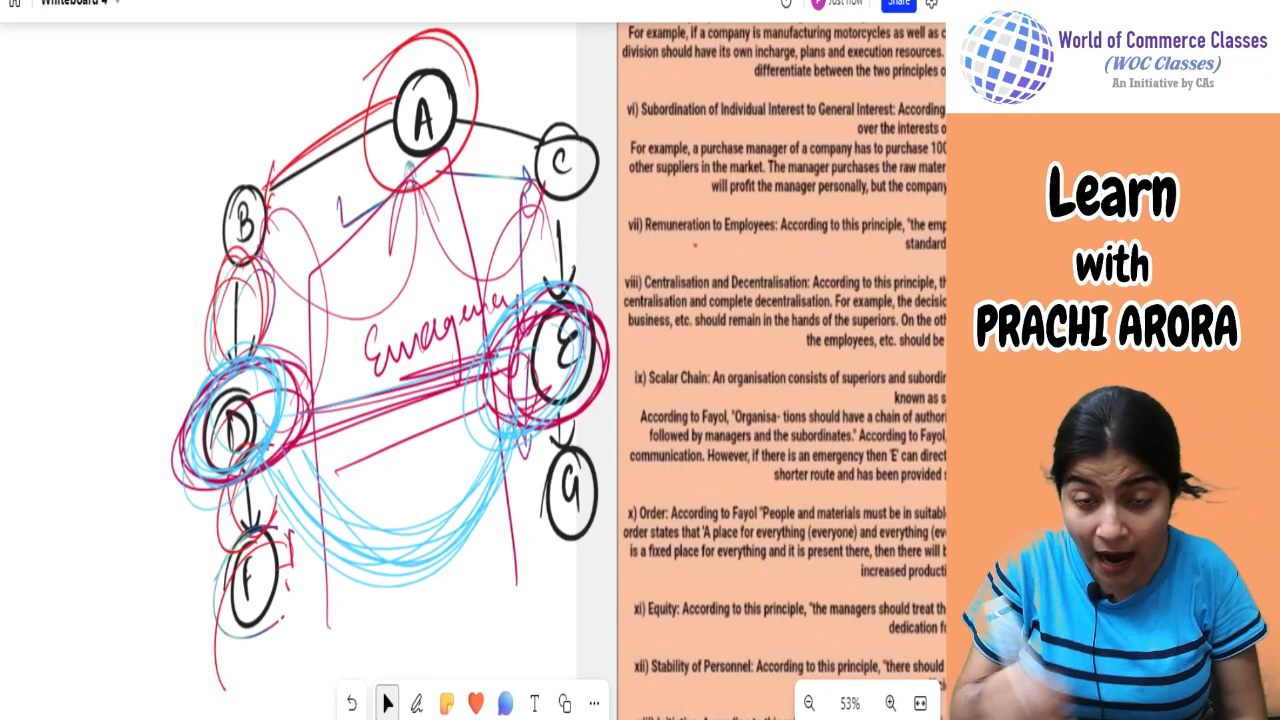 Whiteboard 4
Just now
Share
A
B
C
D
E
F
G
For example, if a company is manufacturing motorcycles as well as c
division should have its own incharge, plans and execution resources.
differentiate between the two principles o
vi) Subordination of Individual Interest to General Interest: According
over the interests o
For example, a purchase manager of a company has to purchase 100
other suppliers in the market. The manager purchases the raw mater
will profit the manager personally, but the company
vii) Remuneration to Employees: According to this principle, "the emp
standard
viii) Centralisation and Decentralisation: According to this principle, th
centralisation and complete decentralisation. For example, the decisic
business, etc. should remain in the hands of the superiors. On the oth
the employees, etc. should be
ix) Scalar Chain: An organisation consists of superiors and subordin
known as s
According to Fayol, "Organisa- tions should have a chain of authori
followed by managers and the subordinates." According to Fayol,
communication. However, if there is an emergency then 'E' can direct
shorter route and has been provided s
x) Order: According to Fayol "People and materials must be in suitabl
order states that 'A place for everything (everyone) and everything (eve
is a fixed place for everything and it is present there, then there will b
increased producti
xi) Equity: According to this principle, "the managers should treat th
dedication fo
xii) Stability of Personnel: According to this principle, "there should
53%
World of Commerce Classes
(WOC Classes)
An Initiative by CAs
Learn
with
PRACHI ARORA